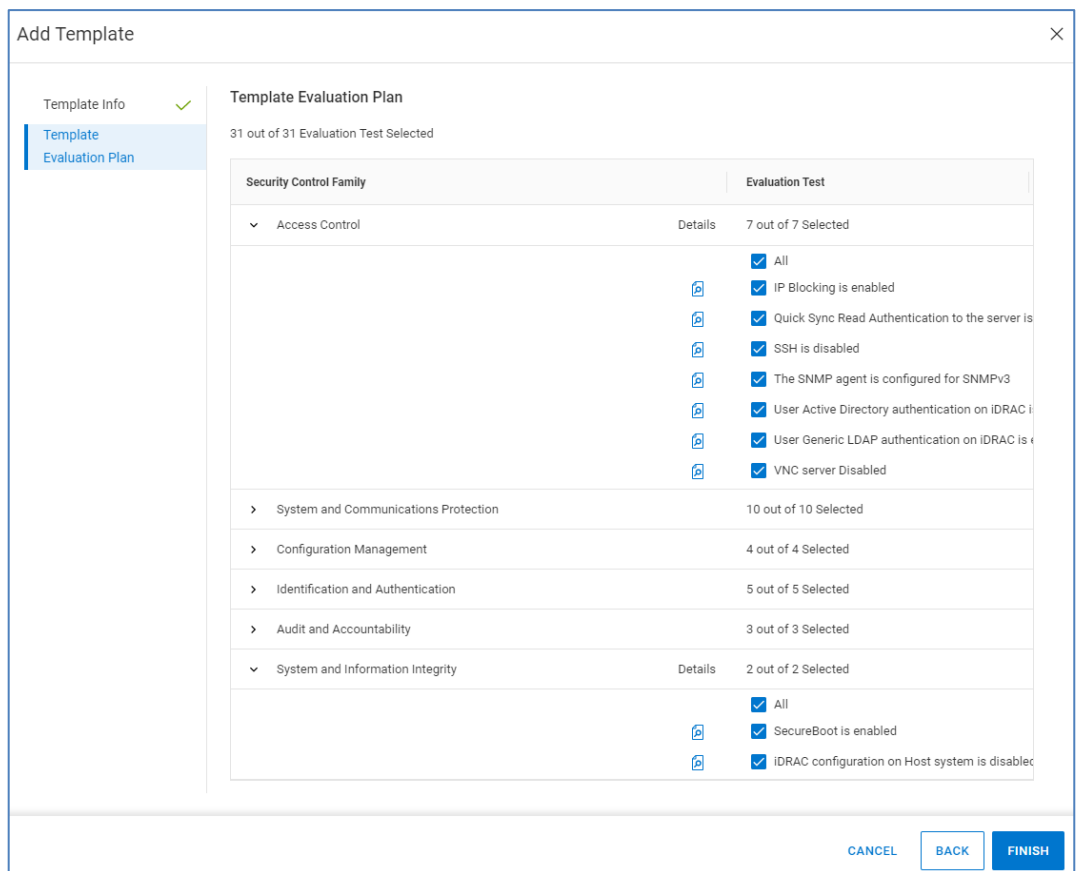 Add Template
Template Info
Template
Evaluation Plan
Template Evaluation Plan
31 out of 31 Evaluation Test Selected
Security Control Family Evaluation Test
Access Control Details 7 out of 7 Selected
All
IP Blocking is enabled
Quick Sync Read Authentication to the server is
SSH is disabled
The SNMP agent is configured for SNMPv3
User Active Directory authentication on iDRAC
User Generic LDAP authentication on iDRAC is
VNC server Disabled
System and Communications Protection 10 out of 10 Selected
Configuration Management 4 out of 4 Selected
Identification and Authentication 5 out of 5 Selected
Audit and Accountability 3 out of 3 Selected
System and Information Integrity Details 2 out of 2 Selected
All
SecureBoot is enabled
iDRAC configuration on Host system is disabled
CANCEL BACK FINISH